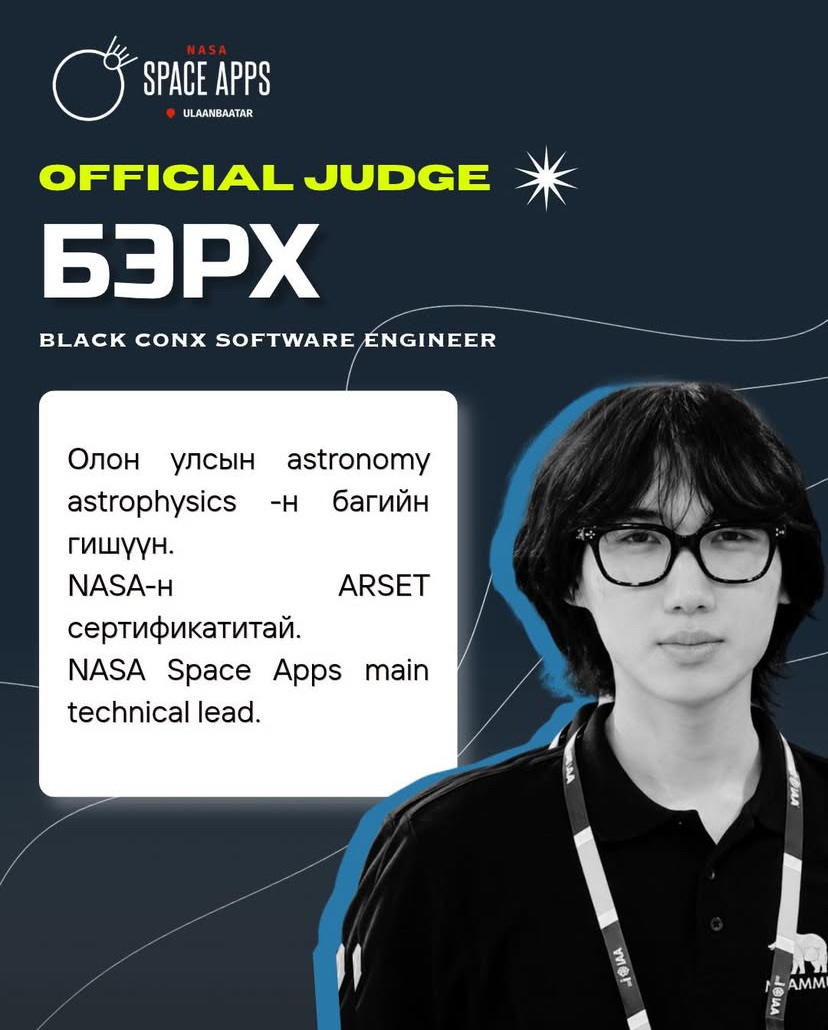 NASA
SPACE APPS
ULAANBAATAR
OFFICIAL JUDGE
БЭРХ
BLACK CONX SOFTWARE ENGINEER
Олон улсын astronomy
astrophysics -н багийн
гишүүн.
NASA-н ARSET
сертификатитай.
NASA Space Apps main
technical lead.